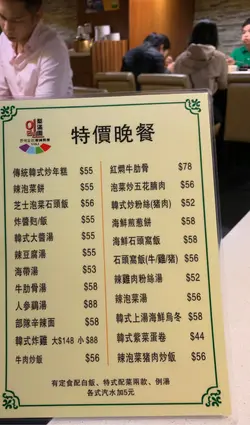 特價晚餐
傳統韓式炒年糕 $55
辣泡菜餅 $55
芝士泡菜石頭飯 $56
炸醬麪/飯 $55
韓式大醬湯 $55
辣豆腐湯 $55
海帶湯 $53
牛肋骨湯 $58
人參鷄湯 $88
部隊辛辣面 $58
韓式炸雞 大$148 小$88
牛肉炒飯 $56
紅燜牛肋骨 $78
泡菜炒五花腩肉 $56
韓式炒粉絲(豬肉) $52
海鮮煎葱餅 $58
海鮮石頭窩飯 $58
石頭窩飯(牛/雞/豬) $56
辣雞肉粉絲湯 $52
辣泡菜湯 $56
韓式上湯海鮮烏冬 $58
韓式紫菜蛋卷 $44
辣泡菜豬肉炒飯 $56
有定食配白飯、特式配菜兩款、例湯
各式汽水加5元